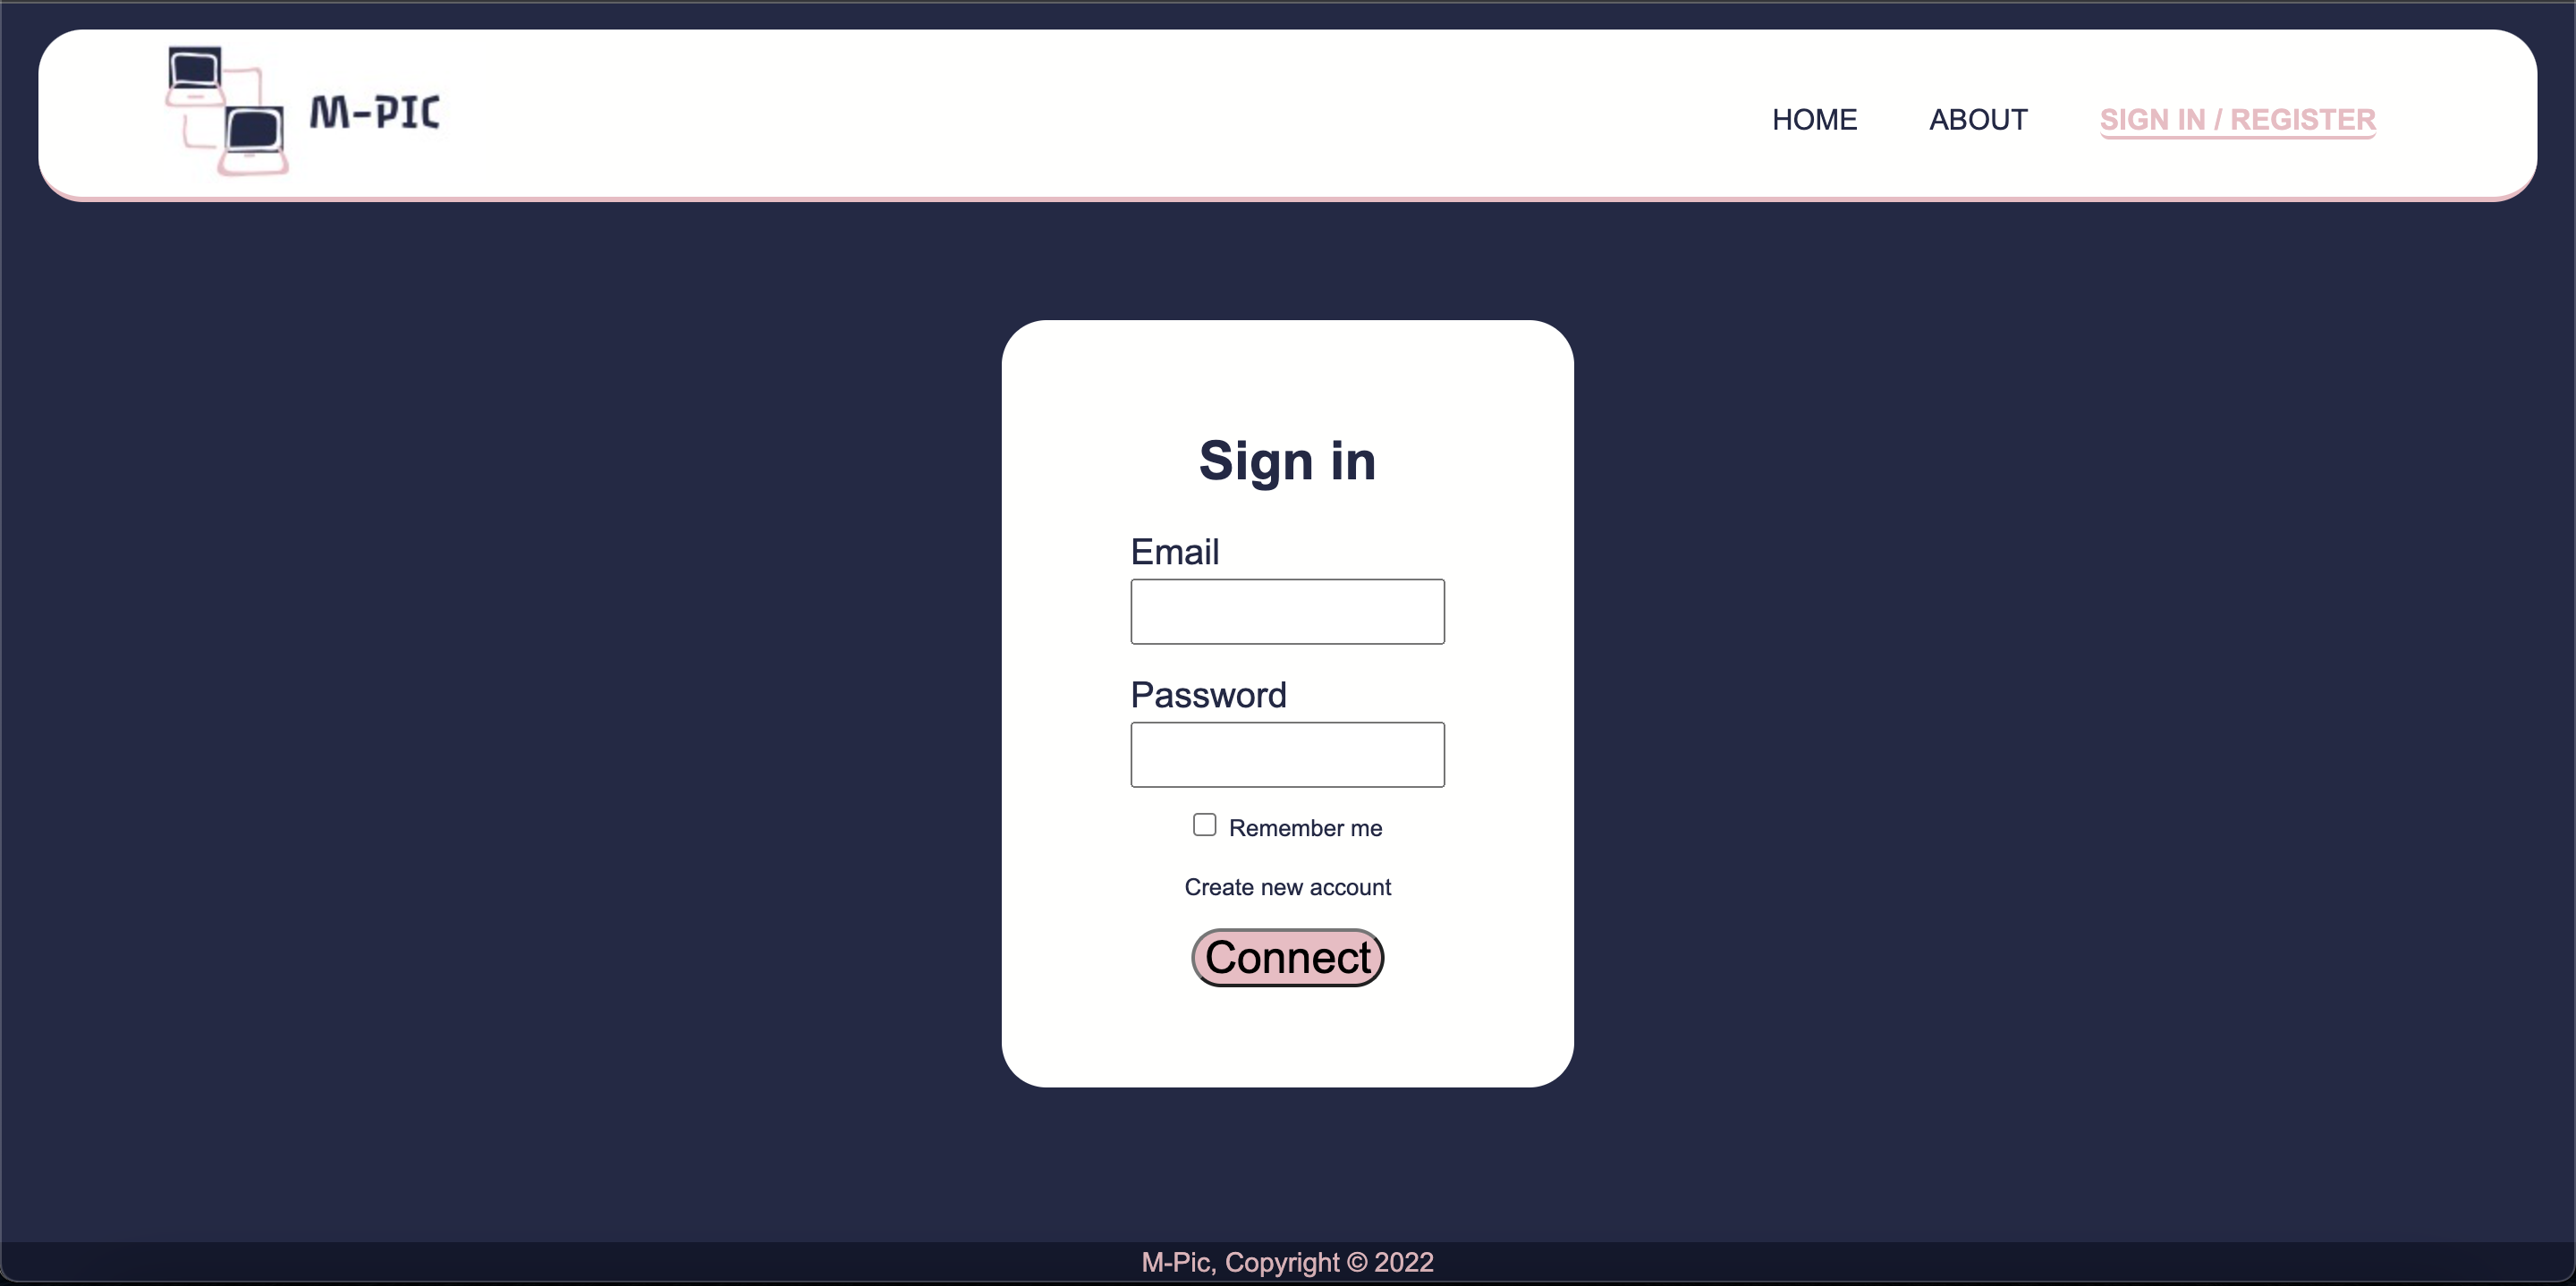 M-PIC
HOME ABOUT SIGN IN / REGISTER
Sign in
Email
Password
Remember me
Create new account
Connect
M-Pic, Copyright © 2022